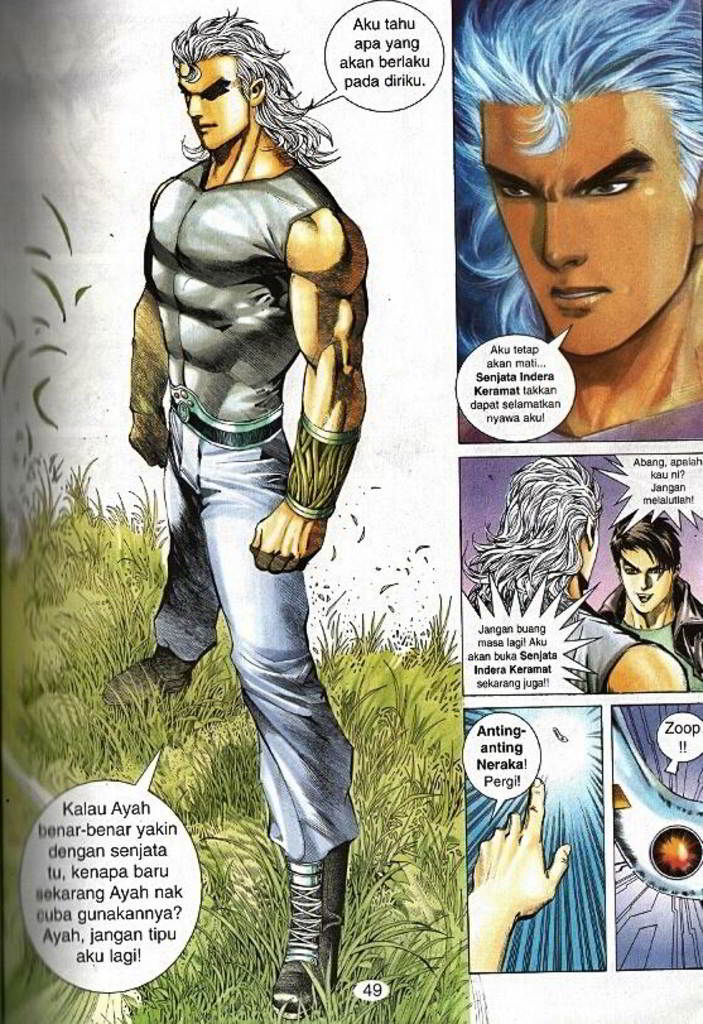 Aku tahu
apa yang
akan berlaku
pada diriku.
Kalau Ayah
benar-benar yakin
dengan senjata
tu, kenapa baru
sekarang Ayah nak
cuba gunakannya?
Ayah, jangan tipu
aku lagi!
Aku tetap
akan mati...
Senjata Indera
Keramat takkan
dapat selamatkan
nyawa aku!
Abang, apalah
kau ni?
Jangan
melalutlah!
Jangan buang
masa lagi! Aku
akan buka Senjata
Indera Keramat
sekarang juga!!
Anting-
anting
Neraka!
Pergi!
Zoop
!!
49